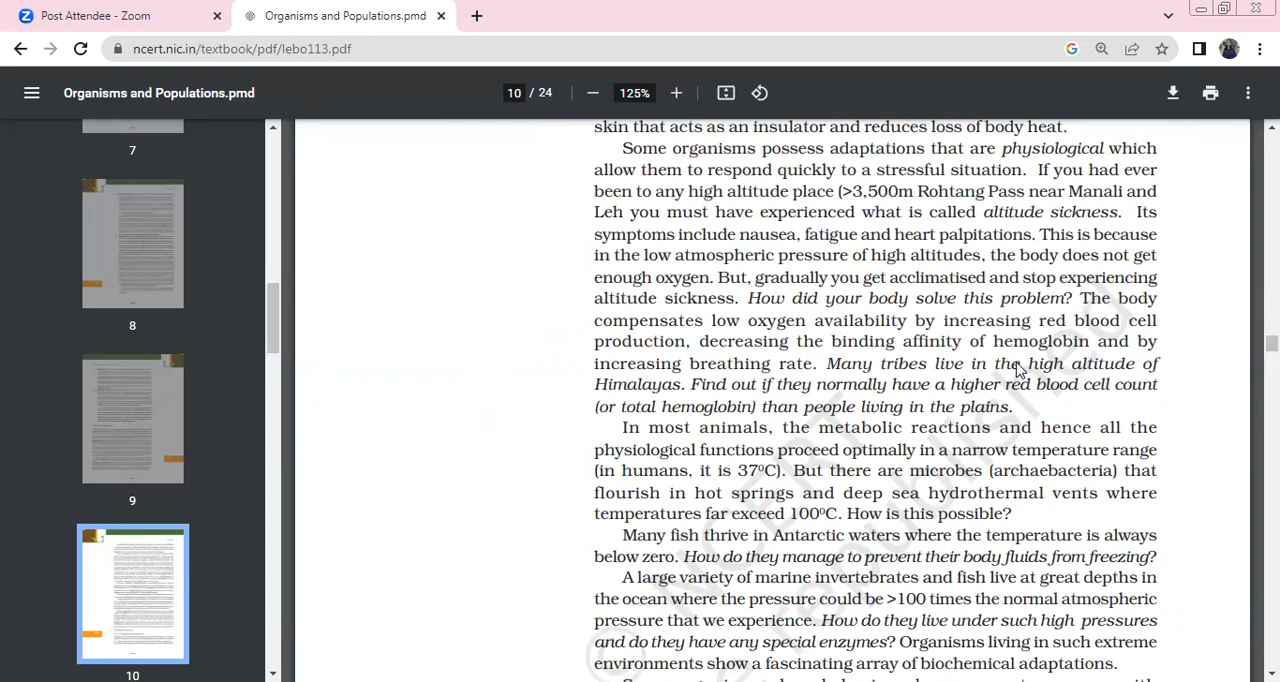 Post Attendee - Zoom
Organisms and Populations.pmd
ncert.nic.in/textbook/pdf/lebo113.pdf
Organisms and Populations.pmd
10 / 24
125%
7
8
9
10
skin that acts as an insulator and reduces loss of body heat.
Some organisms possess adaptations that are physiological which
allow them to respond quickly to a stressful situation. If you had ever
been to any high altitude place (>3,500m Rohtang Pass near Manali and
Leh you must have experienced what is called altitude sickness. Its
symptoms include nausea, fatigue and heart palpitations. This is because
in the low atmospheric pressure of high altitudes, the body does not get
enough oxygen. But, gradually you get acclimatised and stop experiencing
altitude sickness. How did your body solve this problem? The body
compensates low oxygen availability by increasing red blood cell
production, decreasing the binding affinity of hemoglobin and by
increasing breathing rate. Many tribes live in the high altitude of
Himalayas. Find out if they normally have a higher red blood cell count
(or total hemoglobin) than people living in the plains.
In most animals, the metabolic reactions and hence all the
physiological functions proceed optimally in a narrow temperature range
(in humans, it is 37⁰C). But there are microbes (archaebacteria) that
flourish in hot springs and deep sea hydrothermal vents where
temperatures far exceed 100⁰C. How is this possible?
Many fish thrive in Antarctic waters where the temperature is always
below zero. How do they manage to prevent their body fluids from freezing?
A large variety of marine invertebrates and fish live at great depths in
the ocean where the pressure could be >100 times the normal atmospheric
pressure that we experience. How do they live under such high pressures
and do they have any special enzymes? Organisms living in such extreme
environments show a fascinating array of biochemical adaptations.